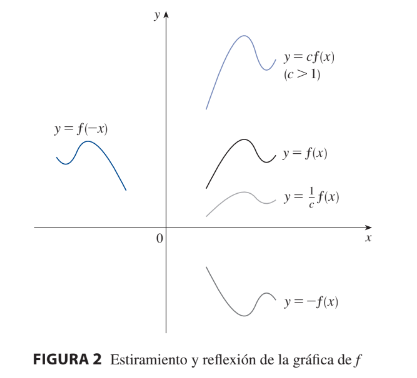 y
y = cf(x)
(c > 1)
y = f(−x)
y = f(x)
y = 1/c f(x)
0
x
y = −f(x)
FIGURA 2 Estiramiento y reflexión de la gráfica de f